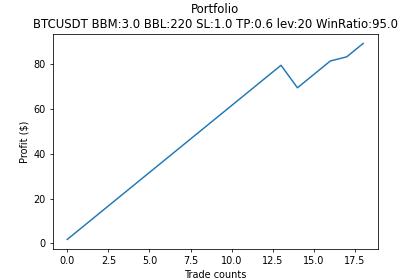 Portfolio
BTCUSDT BBM:3.0 BBL:220 SL:1.0 TP:0.6 lev:20 WinRatio:95.0
80
60
40
20
0
Profit ($)
0.0 2.5 5.0 7.5 10.0 12.5 15.0 17.5
Trade counts